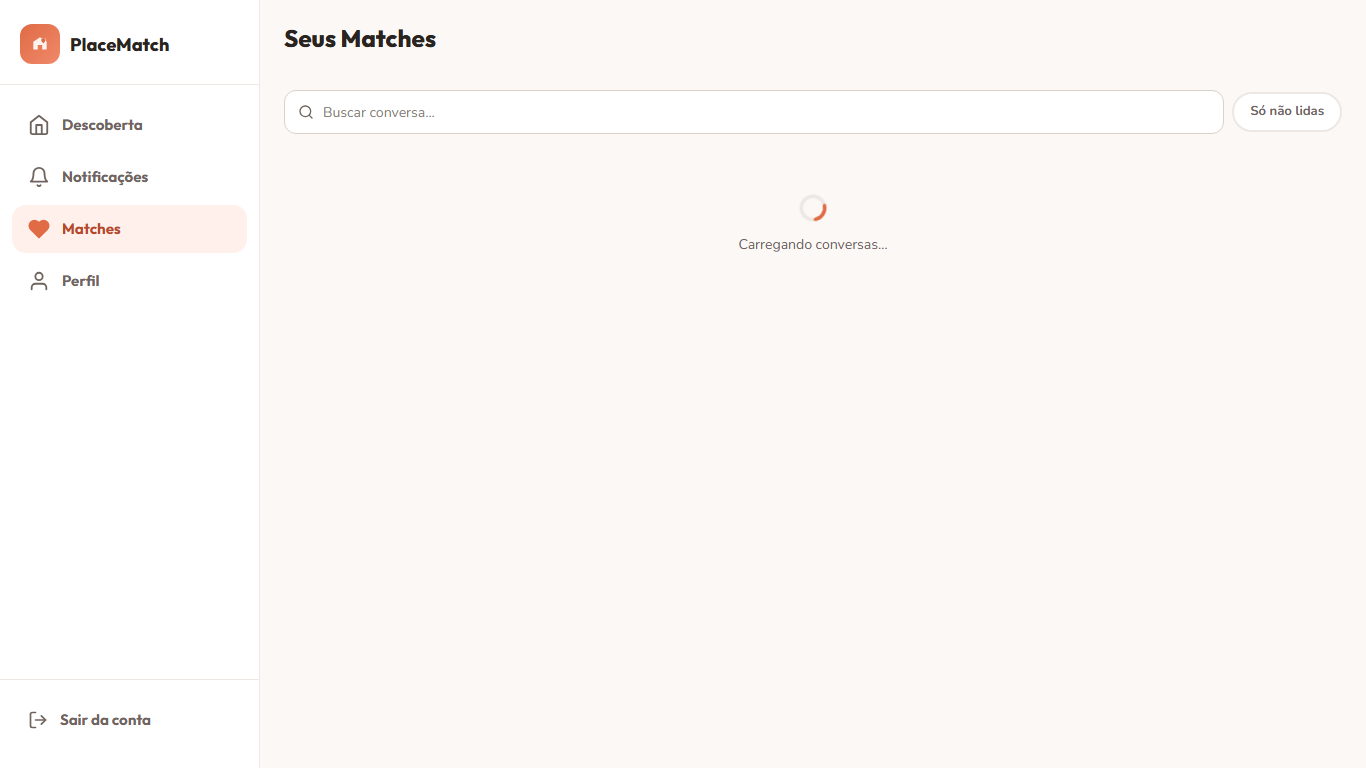 PlaceMatch
Descoberta
Notificações
Matches
Perfil
Sair da conta
Seus Matches
Buscar conversa...
Só não lidas
Carregando conversas...